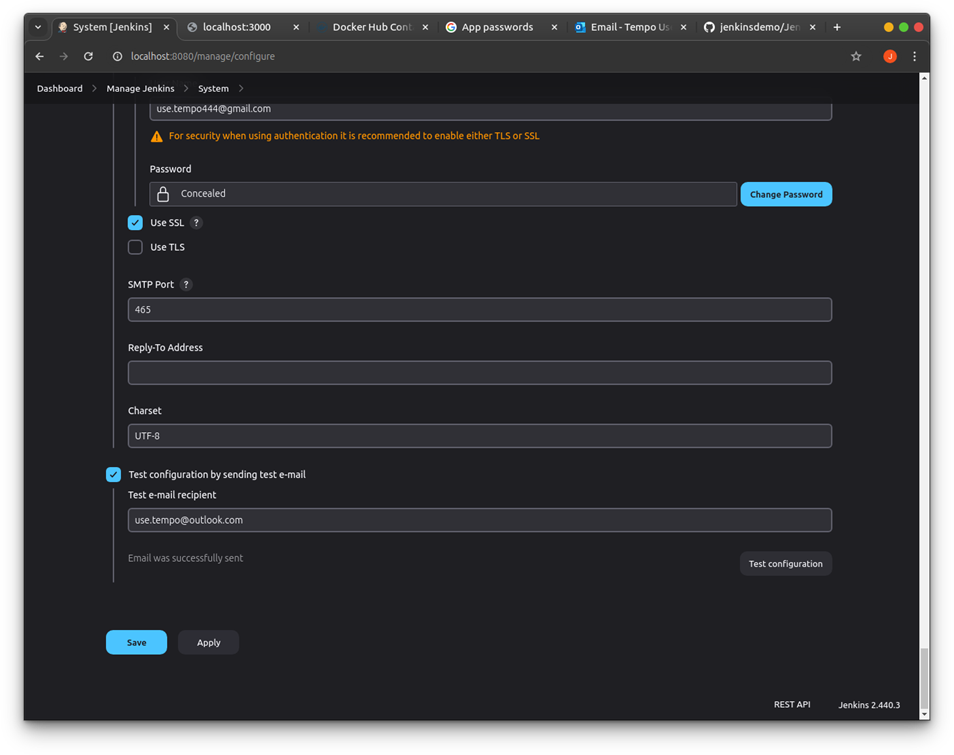 System [Jenkins]
localhost:3000
Docker Hub Cont
App passwords
Email - Tempo Us
jenkinsdemo/Jen
localhost:8080/manage/configure
J
Dashboard > Manage Jenkins > System >
use.tempo444@gmail.com
For security when using authentication it is recommended to enable either TLS or SSL
Password
Concealed
Change Password
Use SSL ?
Use TLS
SMTP Port ?
465
Reply-To Address
Charset
UTF-8
Test configuration by sending test e-mail
Test e-mail recipient
use.tempo@outlook.com
Email was successfully sent
Test configuration
Save
Apply
REST API
Jenkins 2.440.3